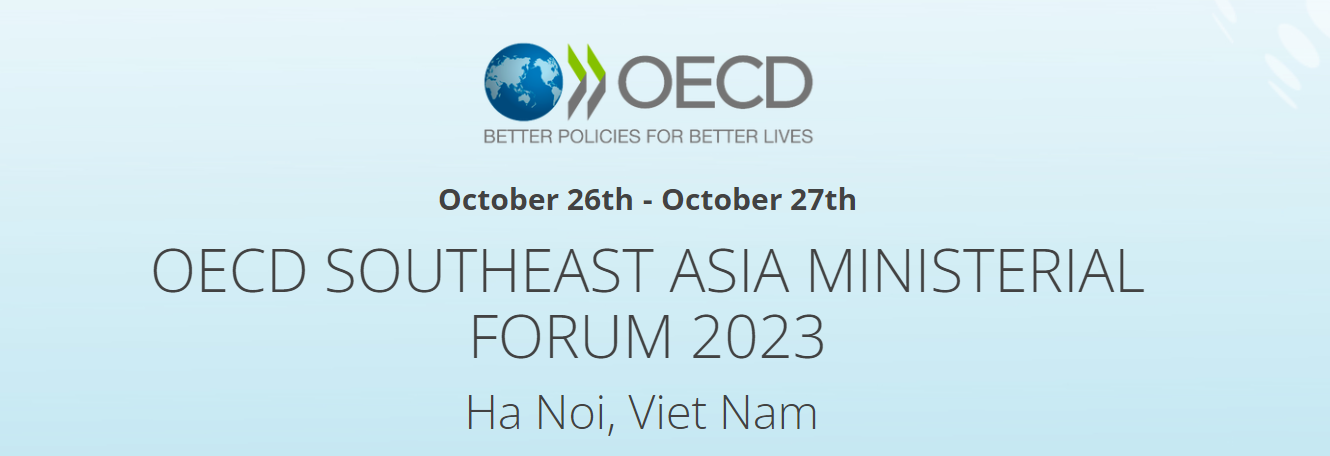 OECD
BETTER POLICIES FOR BETTER LIVES
October 26th - October 27th
OECD SOUTHEAST ASIA MINISTERIAL
FORUM 2023
Ha Noi, Viet Nam